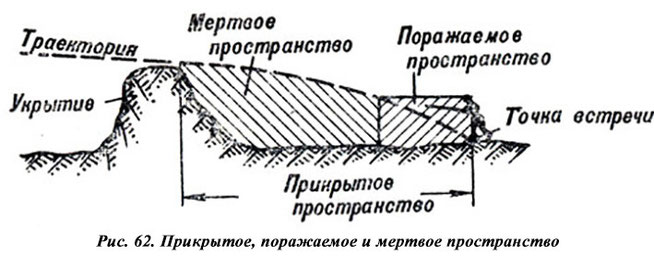 Траектория
Мертвое
пространство
Поражаемое
пространство
Укрытие
Точка встречи
Прикрытое
пространство
Рис. 62. Прикрытое, поражаемое и мертвое пространство